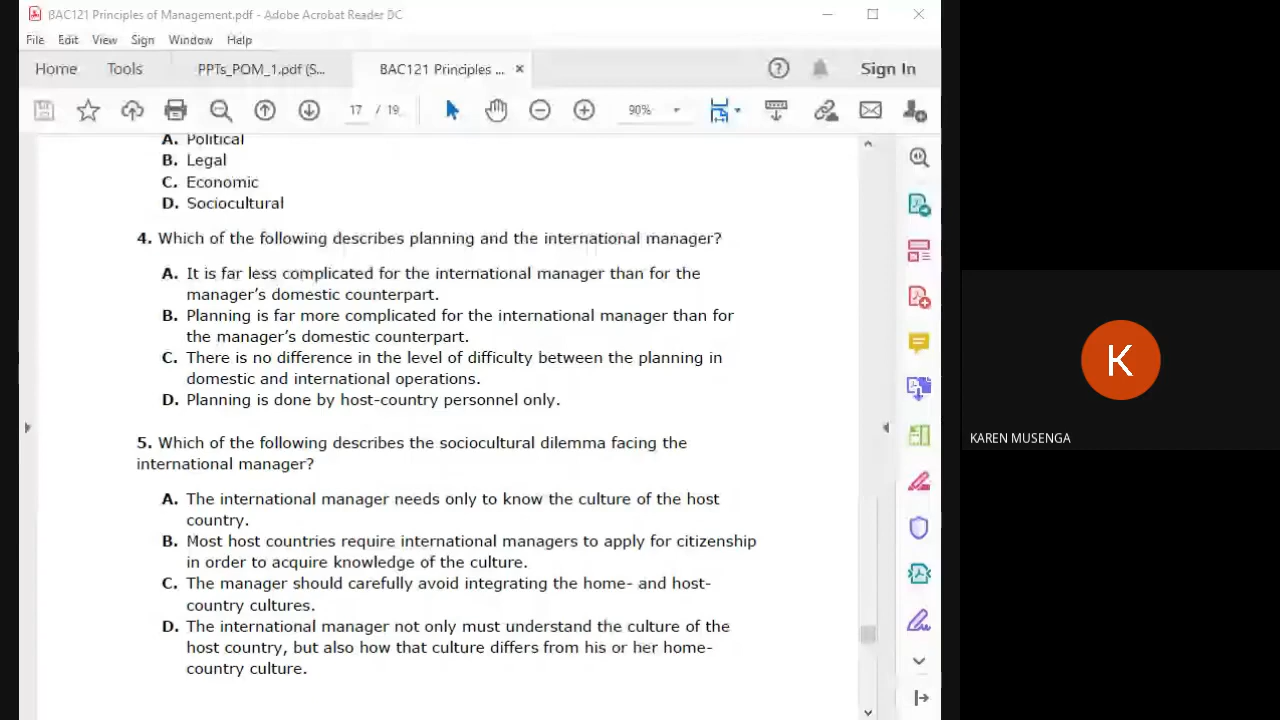 BAC121 Principles of Management.pdf - Adobe Acrobat Reader DC
File Edit View Sign Window Help
Home Tools PPTs_POM_1.pdf (S... BAC121 Principles ... × Sign In
17 / 19 90%
A. Political
B. Legal
C. Economic
D. Sociocultural
4. Which of the following describes planning and the international manager?
A. It is far less complicated for the international manager than for the
manager's domestic counterpart.
B. Planning is far more complicated for the international manager than for
the manager's domestic counterpart.
C. There is no difference in the level of difficulty between the planning in
domestic and international operations.
D. Planning is done by host-country personnel only.
5. Which of the following describes the sociocultural dilemma facing the
international manager?
A. The international manager needs only to know the culture of the host
country.
B. Most host countries require international managers to apply for citizenship
in order to acquire knowledge of the culture.
C. The manager should carefully avoid integrating the home- and host-
country cultures.
D. The international manager not only must understand the culture of the
host country, but also how that culture differs from his or her home-
country culture.
K
KAREN MUSENGA